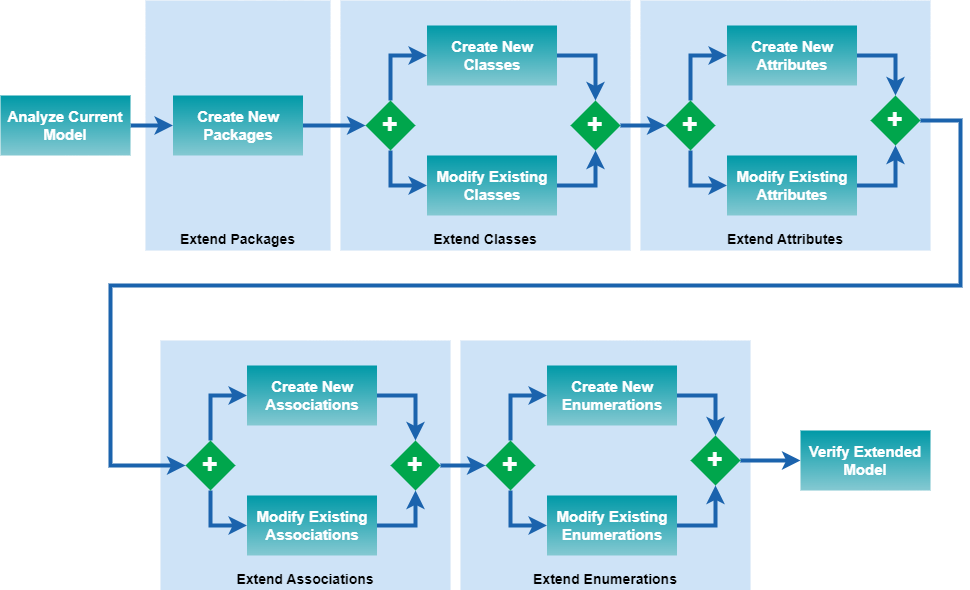 Create New
Classes
Create New
Attributes
Analyze Current
Model
Create New
Packages
Modify Existing
Classes
Modify Existing
Attributes
Extend Packages
Extend Classes
Extend Attributes
Create New
Associations
Create New
Enumerations
Verify Extended
Model
Modify Existing
Associations
Modify Existing
Enumerations
Extend Associations
Extend Enumerations